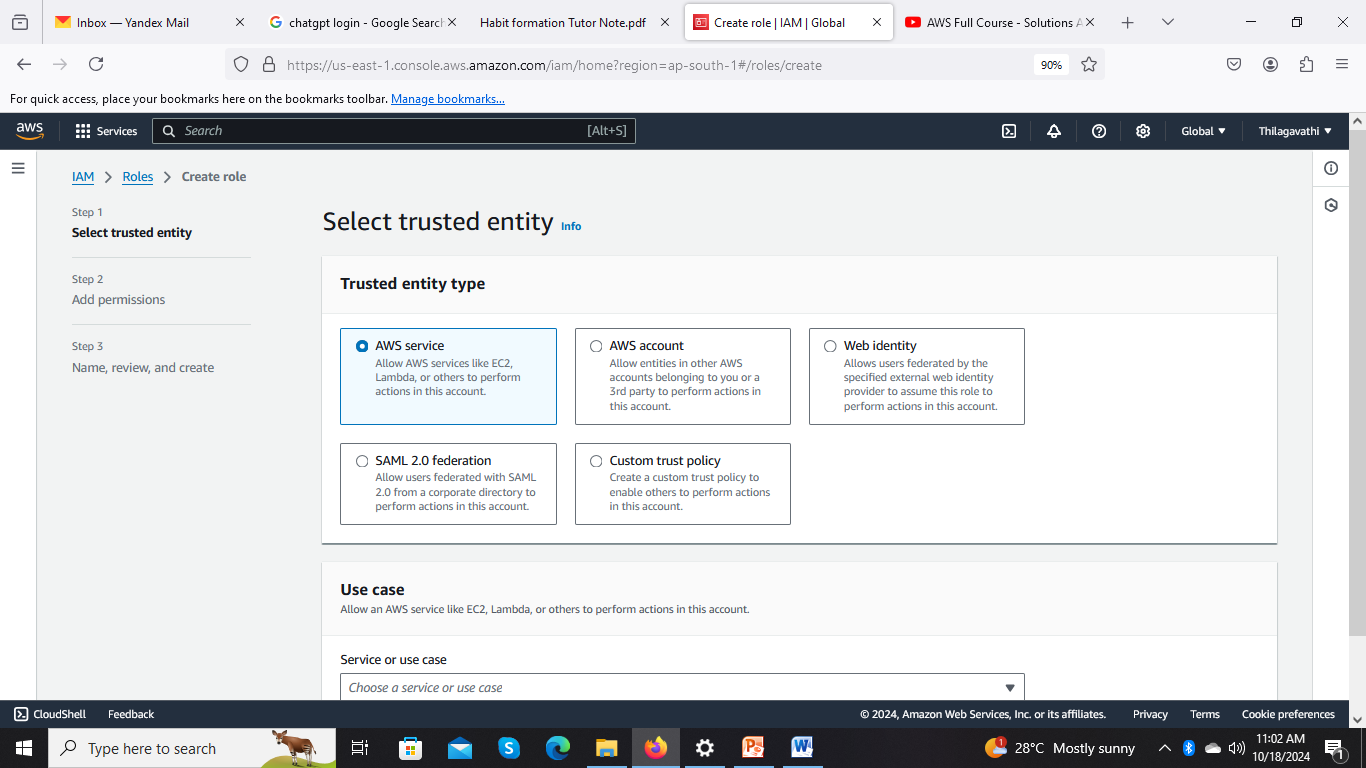 Inbox — Yandex Mail
chatgpt login - Google Search
Habit formation Tutor Note.pdf
Create role | IAM | Global
AWS Full Course - Solutions A
https://us-east-1.console.aws.amazon.com/iam/home?region=ap-south-1#/roles/create
90%
For quick access, place your bookmarks here on the bookmarks toolbar. Manage bookmarks...
aws
Services
Search
[Alt+S]
Global
Thilagavathi
IAM
Roles
Create role
Step 1
Select trusted entity
Step 2
Add permissions
Step 3
Name, review, and create
Select trusted entity Info
Trusted entity type
AWS service
Allow AWS services like EC2,
Lambda, or others to perform
actions in this account.
AWS account
Allow entities in other AWS
accounts belonging to you or a
3rd party to perform actions in
this account.
Web identity
Allows users federated by the
specified external web identity
provider to assume this role to
perform actions in this account.
SAML 2.0 federation
Allow users federated with SAML
2.0 from a corporate directory to
perform actions in this account.
Custom trust policy
Create a custom trust policy to
enable others to perform actions
in this account.
Use case
Allow an AWS service like EC2, Lambda, or others to perform actions in this account.
Service or use case
Choose a service or use case
CloudShell
Feedback
© 2024, Amazon Web Services, Inc. or its affiliates.
Privacy
Terms
Cookie preferences
Type here to search
1
28°C Mostly sunny
11:02 AM
10/18/2024
1